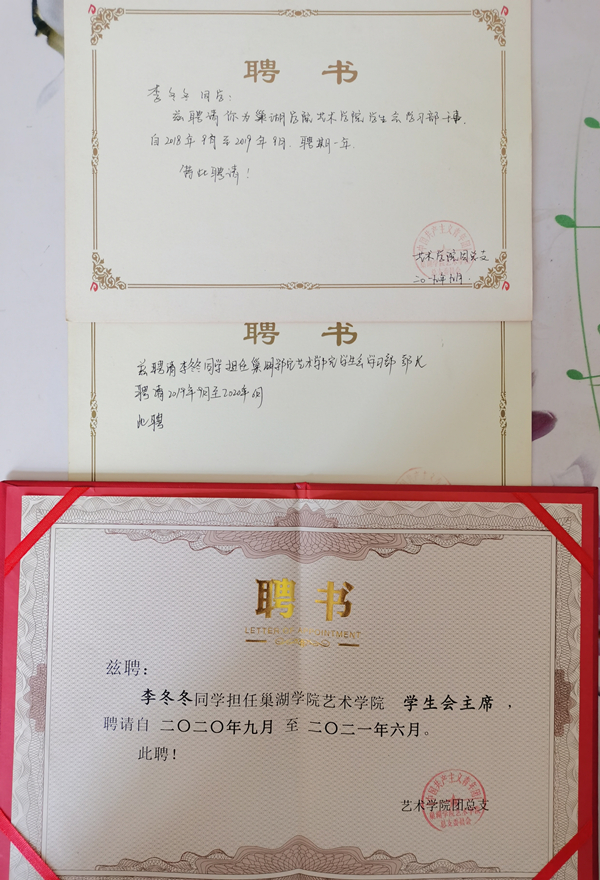 聘 书
李冬冬同学:
兹聘请你为巢湖学院艺术学院学生会学习部干事,
自2018年9月至2019年9月.聘期一年.
特此聘请!
艺术学院团总支
聘 书
兹聘请李冬冬同学担任巢湖学院艺术学院学生会学习部部长
聘请2019年9月至2020年
此聘
聘书
LETTER OF APPOINTMENT
兹聘:
李冬冬同学担任巢湖学院艺术学院 学生会主席,
聘请自 二〇二〇年九月 至 二〇二一年六月。
此聘!
艺术学院团总支